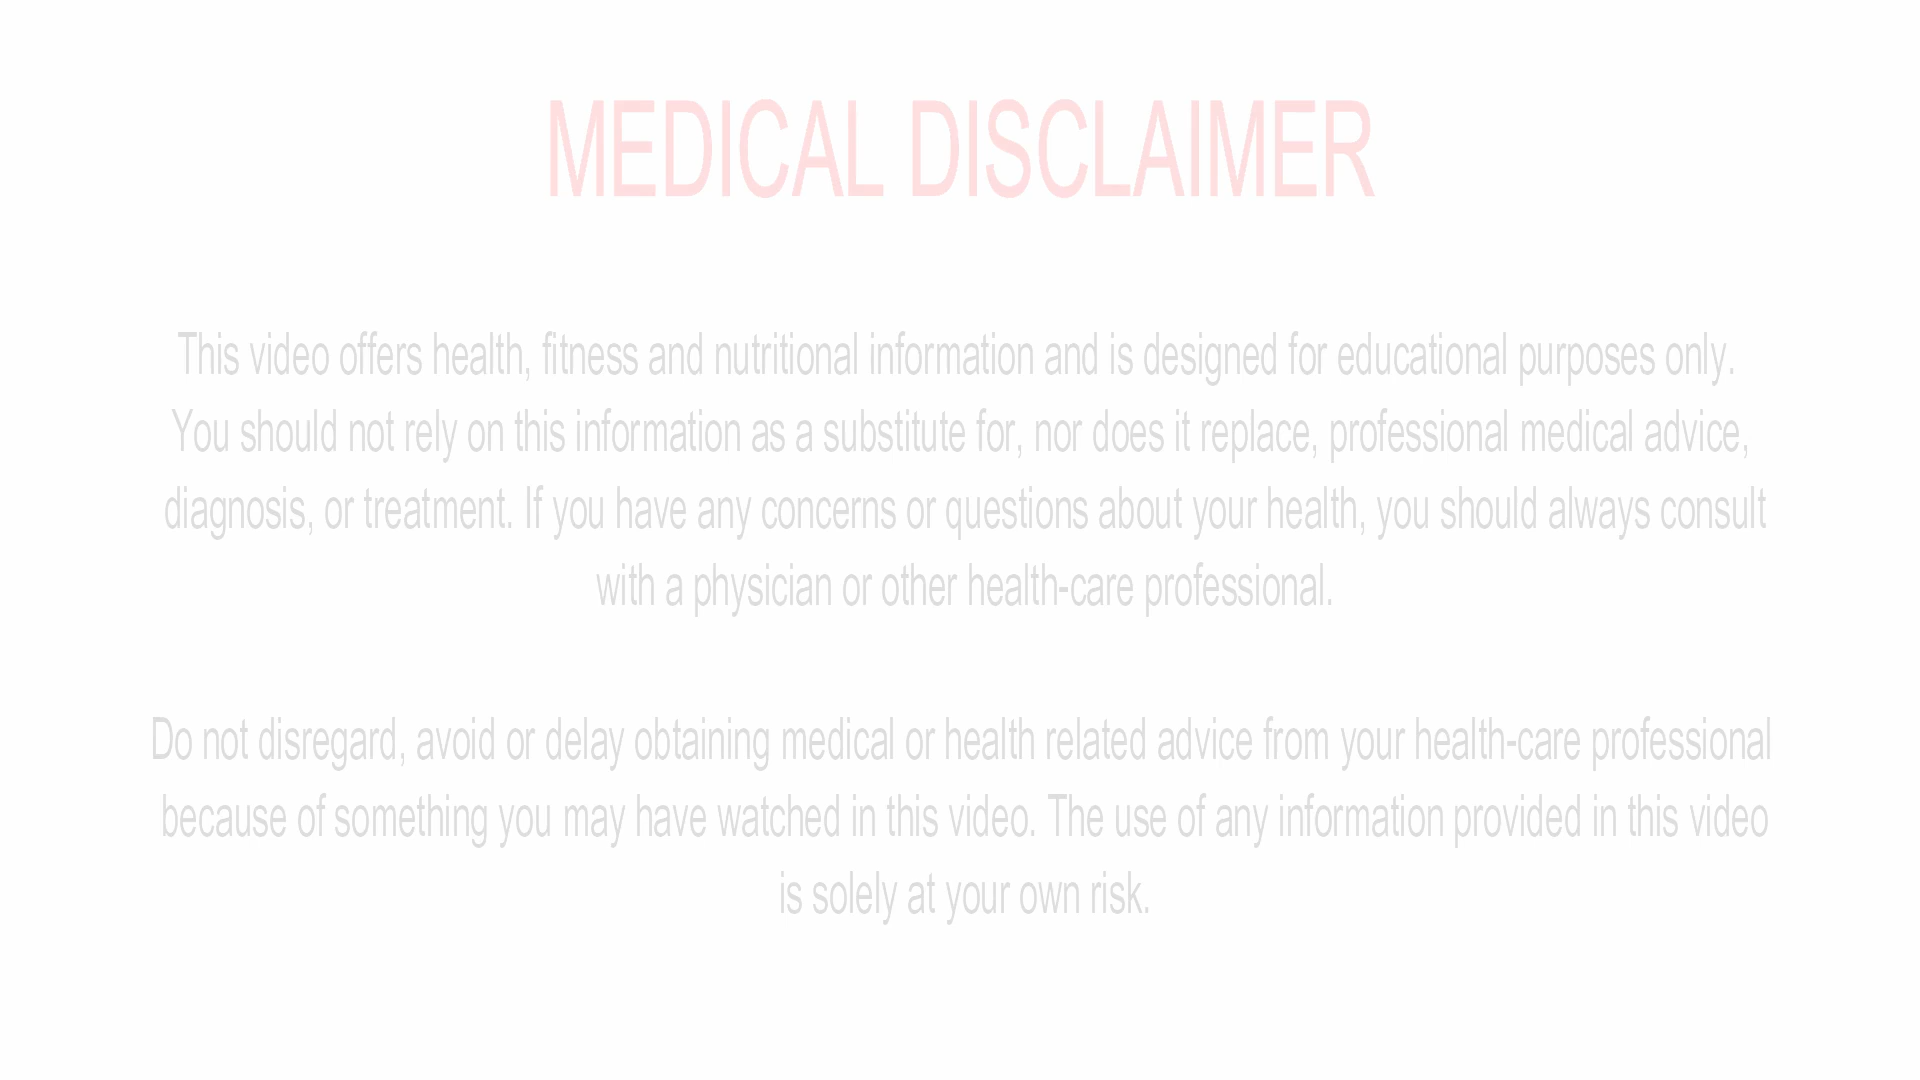 MEDICAL DISCLAIMER
This video offers health, fitness and nutritional information and is designed for educational purposes only.
You should not rely on this information as a substitute for, nor does it replace, professional medical advice,
diagnosis, or treatment. If you have any concerns or questions about your health, you should always consult
with a physician or other health-care professional.
Do not disregard, avoid or delay obtaining medical or health related advice from your health-care professional
because of something you may have watched in this video. The use of any information provided in this video
is solely at your own risk.